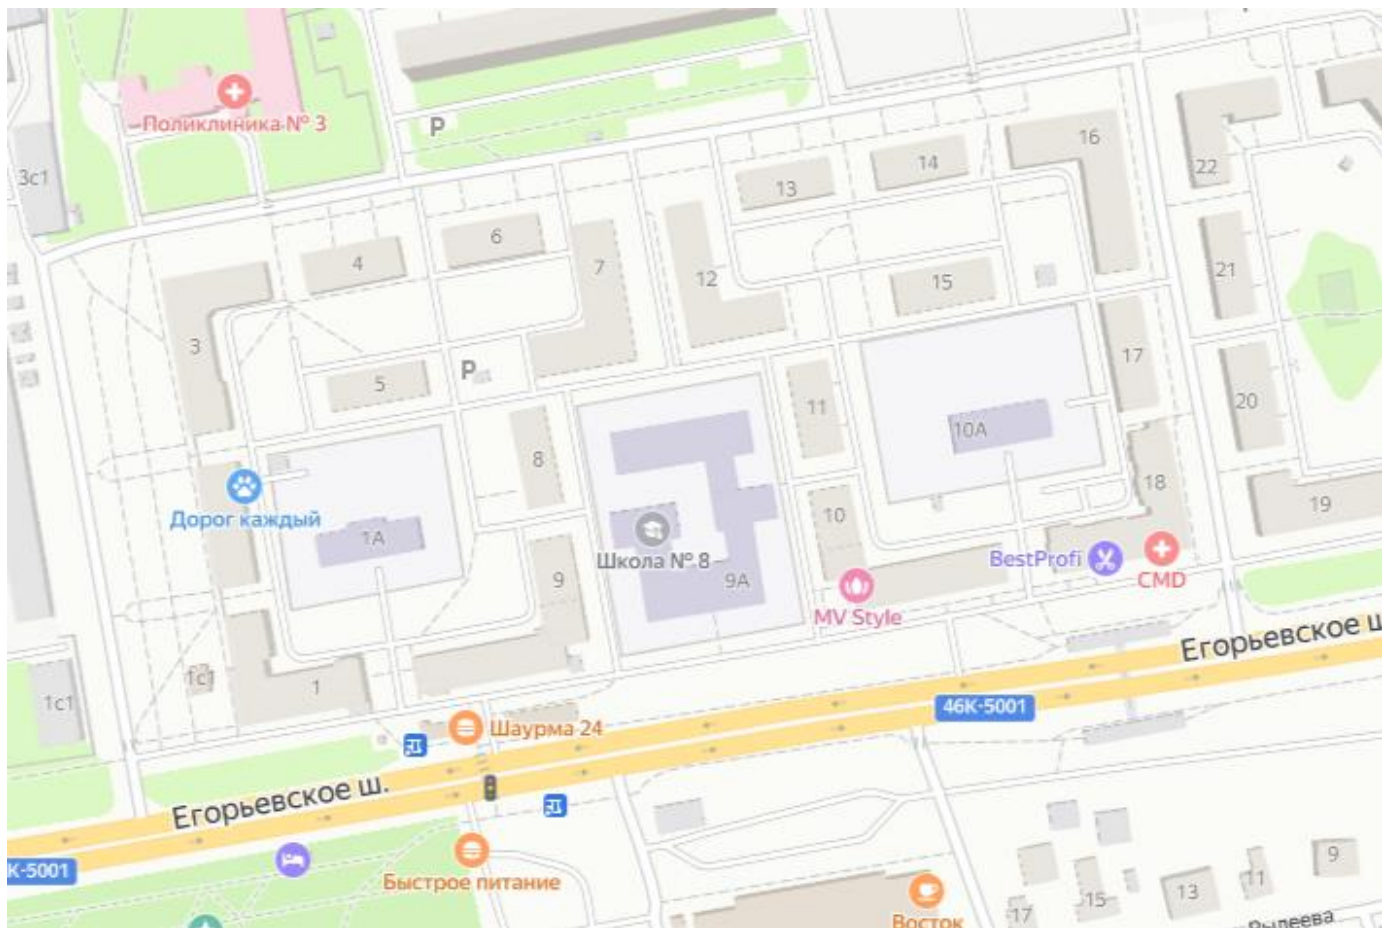 Поликлиника № 3
P
16
14
22
13
3с1
6
4
7
12
15
21
3
17
5
P
11
20
10А
8
18
Дорог каждый
10
19
1А
Школа № 8
BestProfi
CMD
9
9А
MV Style
1с1
1
Егорьевское ш
1с1
46К-5001
Шаурма 24
Егорьевское ш.
К-5001
Быстрое питание
9
11
13
15
17
Восток
Рылеева